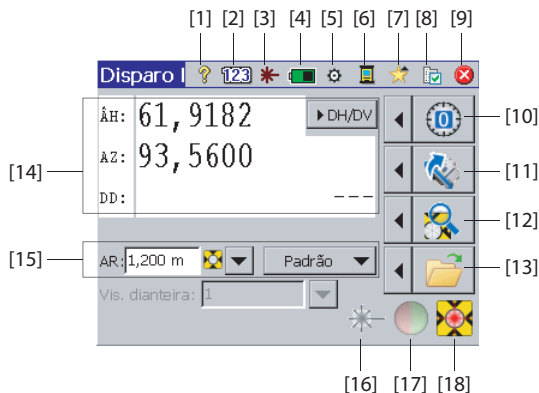 [1] [2] [3] [4] [5] [6] [7] [8] [9]
Disparo I ? 123
ÂH: 61,9182 DH/DV
0 [10]
AZ: 93,5600
[14] [11]
DD: ---
[12]
[15] AR: 1,200 m Padrão [13]
Vis. dianteira: 1
[16] [17] [18]